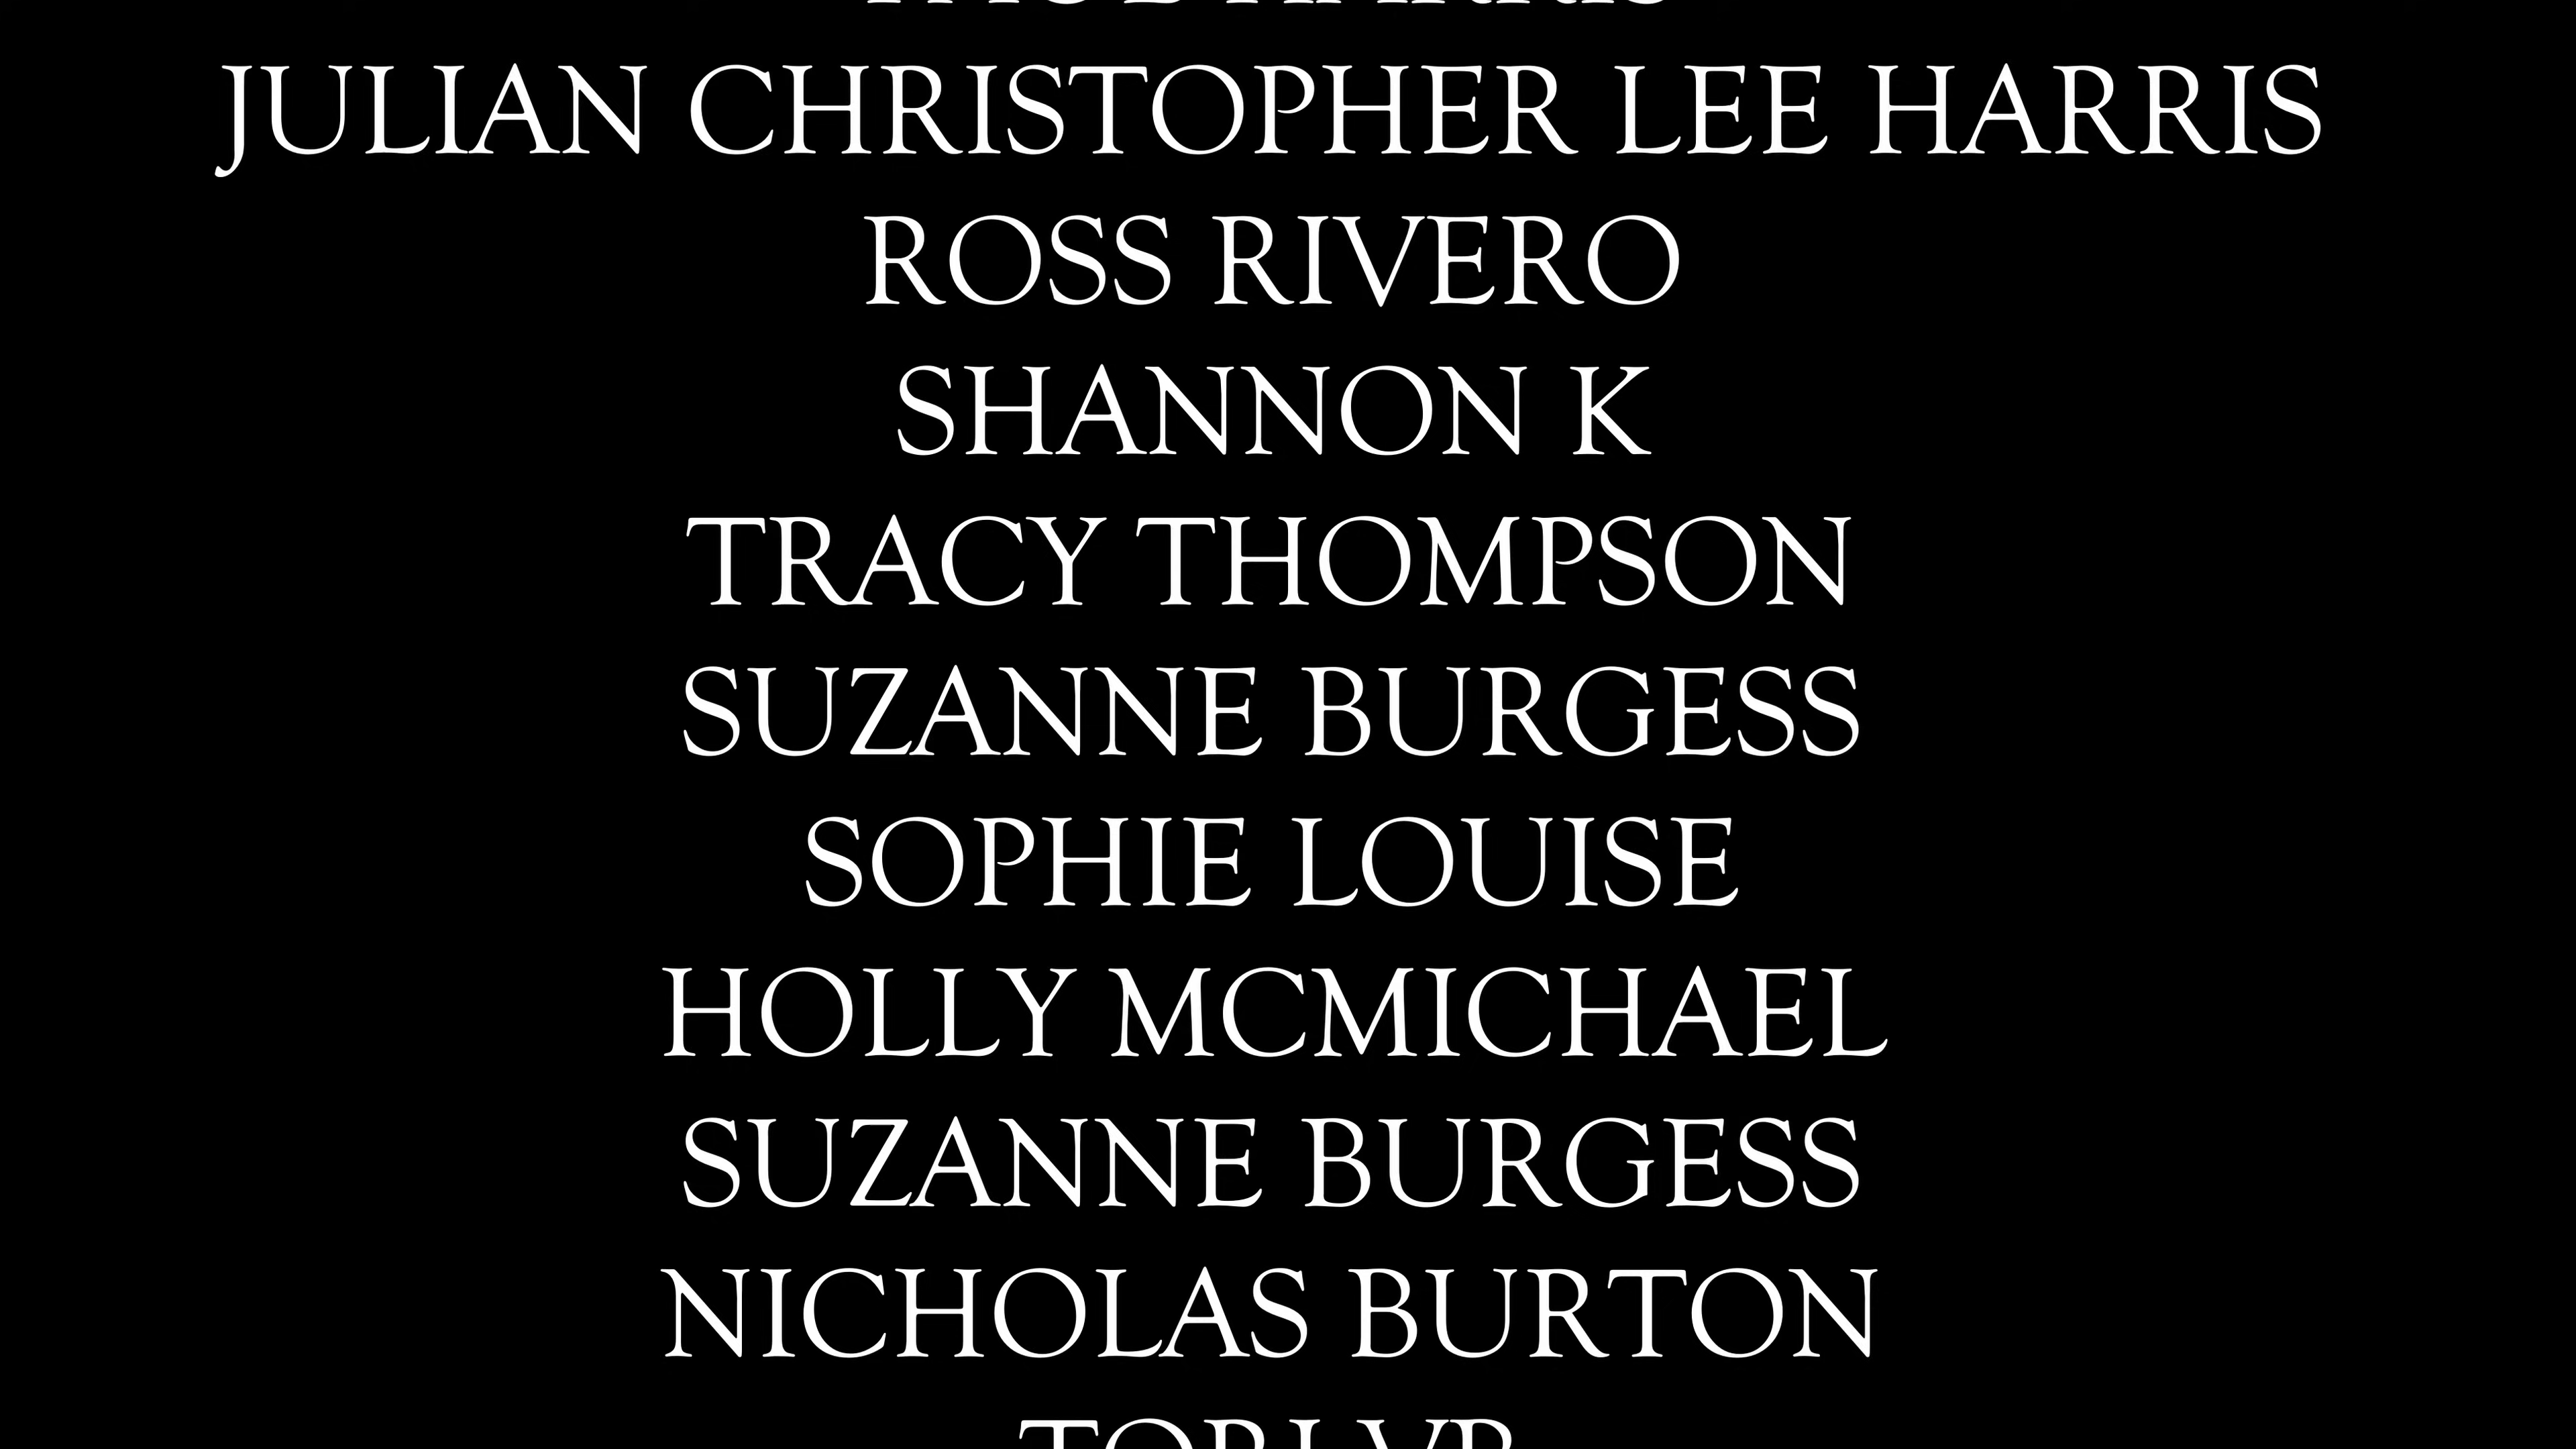 JULIAN CHRISTOPHER LEE HARRIS
ROSS RIVERO
SHANNON K
TRACY THOMPSON
SUZANNE BURGESS
SOPHIE LOUISE
HOLLY MCMICHAEL
SUZANNE BURGESS
NICHOLAS BURTON